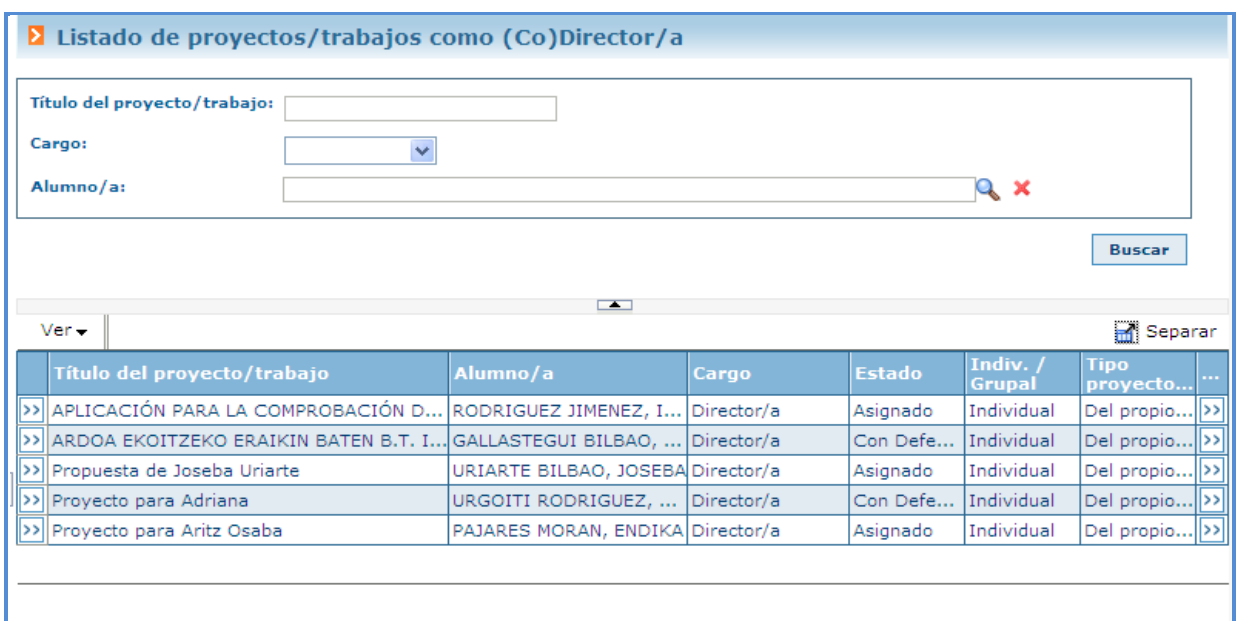 Listado de proyectos/trabajos como (Co)Director/a
Título del proyecto/trabajo:
Cargo:
Alumno/a:
Buscar
Ver Separar
Título del proyecto/trabajo Alumno/a Cargo Estado Indiv. / Grupal Tipo proyecto... ...
>> APLICACIÓN PARA LA COMPROBACIÓN D... RODRIGUEZ JIMENEZ, I... Director/a Asignado Individual Del propio... >>
>> ARDOA EKOITZEKO ERAIKIN BATEN B.T. I... GALLASTEGUI BILBAO, ... Director/a Con Defe... Individual Del propio... >>
>> Propuesta de Joseba Uriarte URIARTE BILBAO, JOSEBA Director/a Asignado Individual Del propio... >>
>> Proyecto para Adriana URGOITI RODRIGUEZ, ... Director/a Con Defe... Individual Del propio... >>
>> Proyecto para Aritz Osaba PAJARES MORAN, ENDIKA Director/a Asignado Individual Del propio... >>